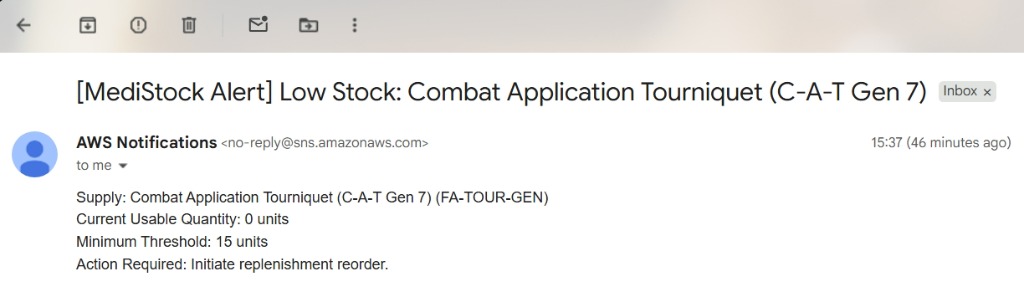 [MediStock Alert] Low Stock: Combat Application Tourniquet (C-A-T Gen 7) Inbox ×
AWS Notifications <no-reply@sns.amazonaws.com> 15:37 (46 minutes ago)
to me
Supply: Combat Application Tourniquet (C-A-T Gen 7) (FA-TOUR-GEN)
Current Usable Quantity: 0 units
Minimum Threshold: 15 units
Action Required: Initiate replenishment reorder.